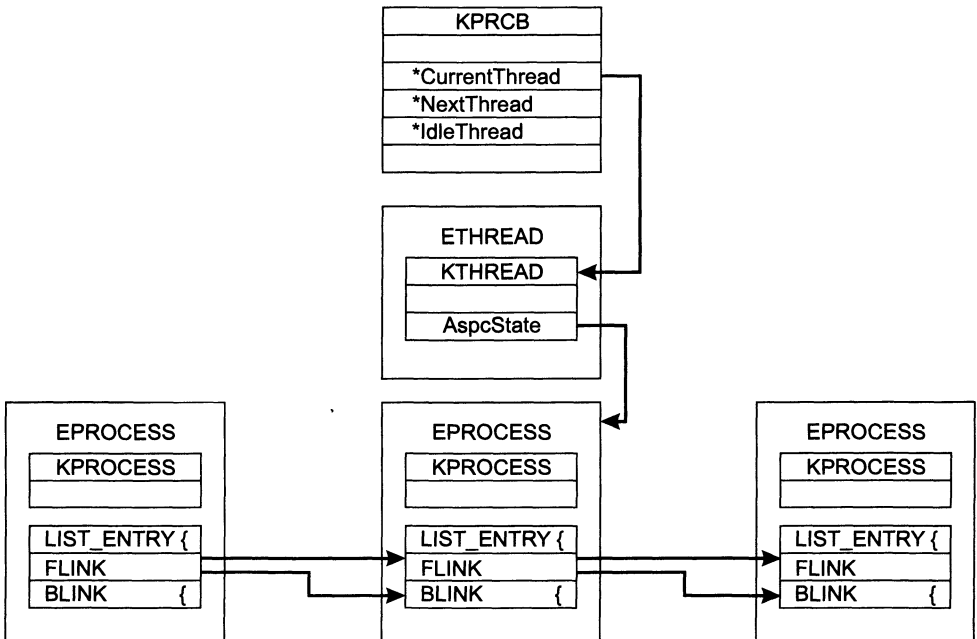 KPRCB
*CurrentThread
*NextThread
*IdleThread
ETHREAD
KTHREAD
AspcState
EPROCESS
KPROCESS
LIST_ENTRY {
FLINK
BLINK {
EPROCESS
KPROCESS
LIST_ENTRY {
FLINK
BLINK {
EPROCESS
KPROCESS
LIST_ENTRY {
FLINK
BLINK {